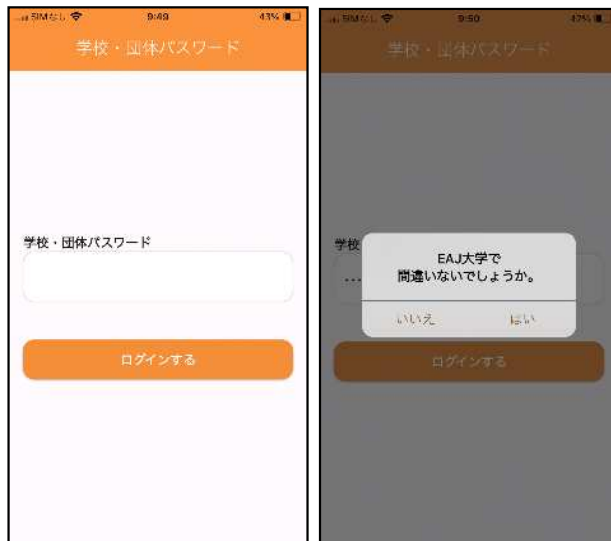 SIMなし 9:49 43%
学校・団体パスワード
学校・団体パスワード
ログインする
SIMなし 9:50
学校・団体パスワード
学校
EAJ大学で
間違いないでしょうか。
いいえ はい
ログインする